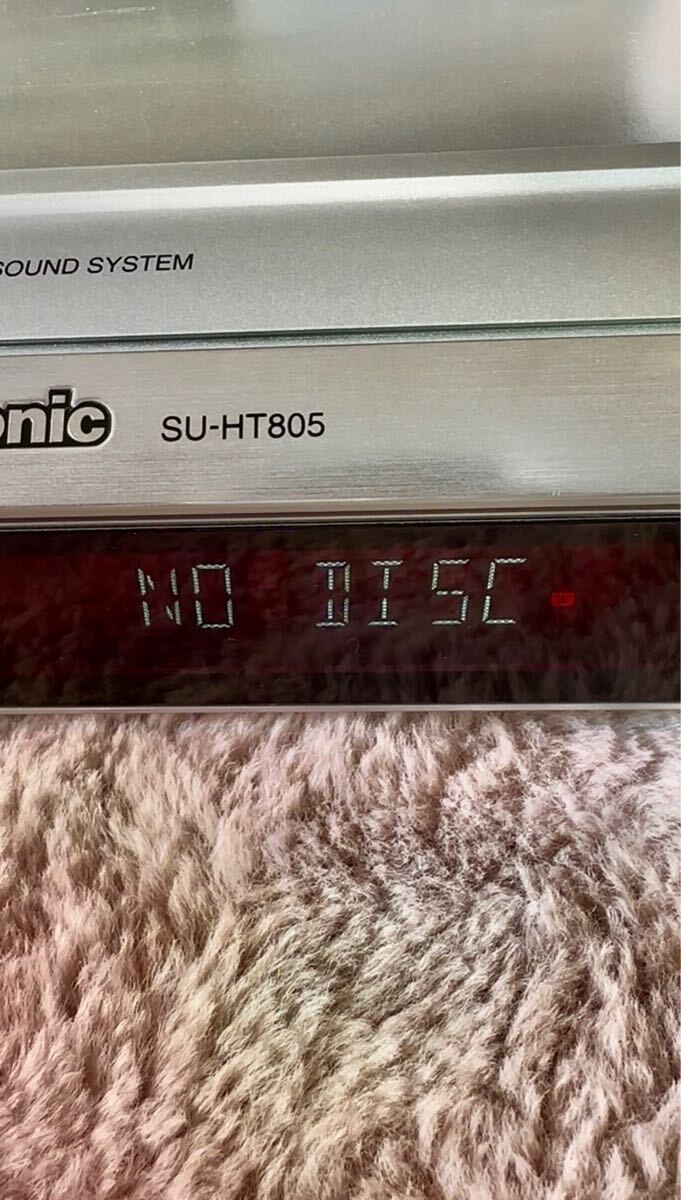 SOUND SYSTEM
onic SU-HT805
NO DISC